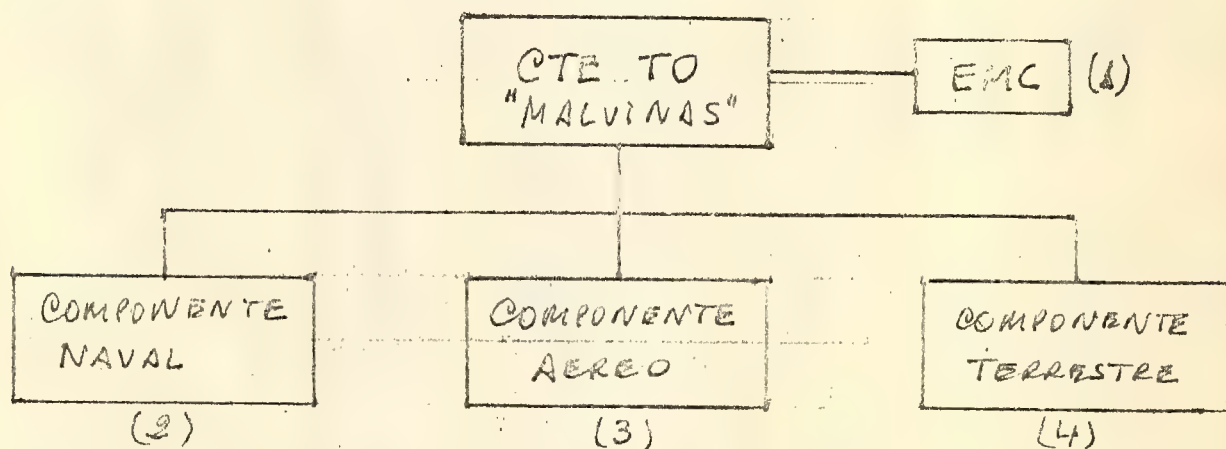 CTE TO
"MALVINAS"
EMC (1)
COMPONENTE
NAVAL
(2)
COMPONENTE
AEREO
(3)
COMPONENTE
TERRESTRE
(4)